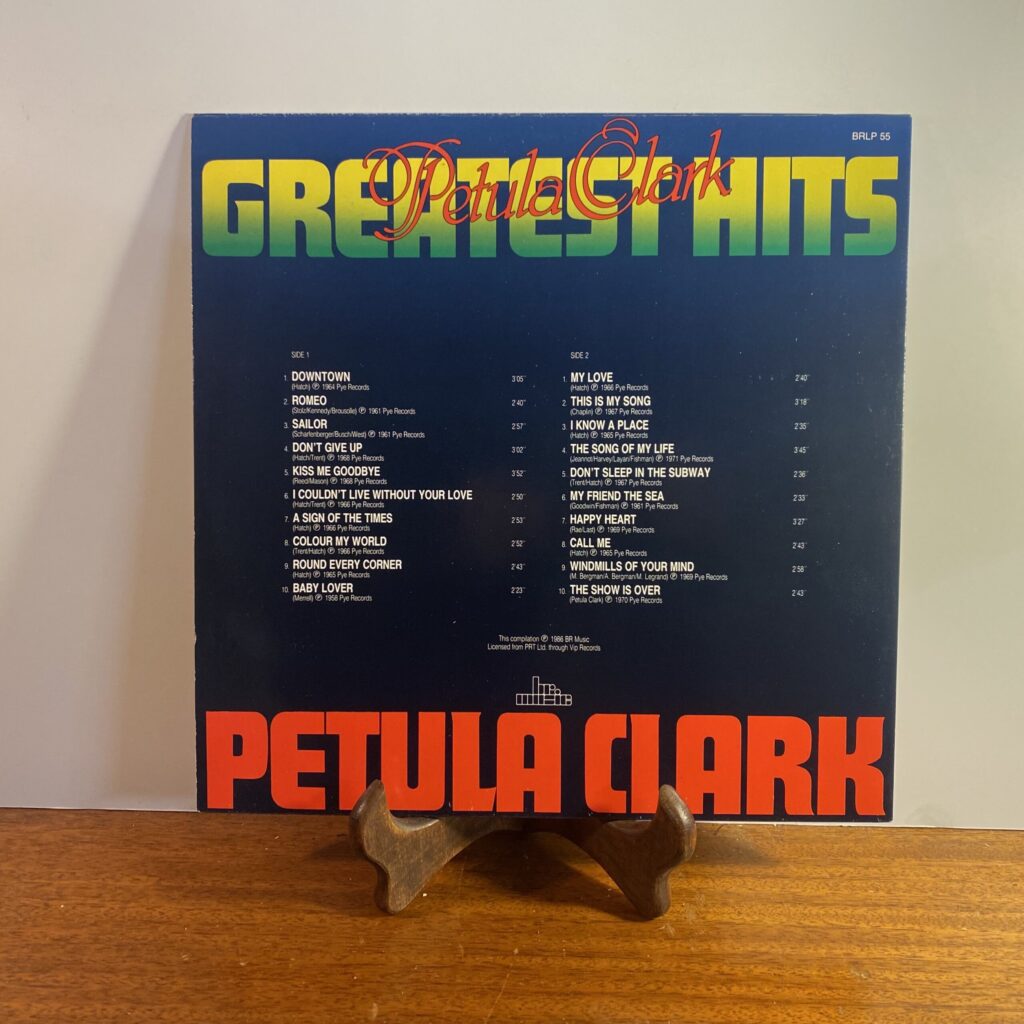 BRLP 55
GREATEST HITS
Petula Clark
SIDE 1
1. DOWNTOWN 3'05"
(Hatch) ℗ 1964 Pye Records
2. ROMEO 2'40"
(Stolz/Kennedy/Brousolle) ℗ 1961 Pye Records
3. SAILOR 2'57"
(Scharfenberger/Busch/West) ℗ 1961 Pye Records
4. DON'T GIVE UP 3'02"
(Hatch/Trent) ℗ 1968 Pye Records
5. KISS ME GOODBYE 3'52"
(Reed/Mason) ℗ 1968 Pye Records
6. I COULDN'T LIVE WITHOUT YOUR LOVE 2'50"
(Hatch/Trent) ℗ 1966 Pye Records
7. A SIGN OF THE TIMES 2'53"
(Hatch) ℗ 1966 Pye Records
8. COLOUR MY WORLD 2'52"
(Trent/Hatch) ℗ 1966 Pye Records
9. ROUND EVERY CORNER 2'43"
(Hatch) ℗ 1965 Pye Records
10. BABY LOVER 2'23"
(Merrell) ℗ 1958 Pye Records
SIDE 2
1. MY LOVE 2'40"
(Hatch) ℗ 1966 Pye Records
2. THIS IS MY SONG 3'18"
(Chaplin) ℗ 1967 Pye Records
3. I KNOW A PLACE 2'35"
(Hatch) ℗ 1965 Pye Records
4. THE SONG OF MY LIFE 3'45"
(Jeannot/Harvey/Layan/Fishman) ℗ 1971 Pye Records
5. DON'T SLEEP IN THE SUBWAY 2'36"
(Trent/Hatch) ℗ 1967 Pye Records
6. MY FRIEND THE SEA 2'33"
(Goodwin/Fishman) ℗ 1961 Pye Records
7. HAPPY HEART 3'27"
(Rae/Last) ℗ 1969 Pye Records
8. CALL ME 2'43"
(Hatch) ℗ 1965 Pye Records
9. WINDMILLS OF YOUR MIND 2'58"
(M. Bergman/A. Bergman/M. Legrand) ℗ 1969 Pye Records
10. THE SHOW IS OVER 2'43"
(Petula Clark) ℗ 1970 Pye Records
This compilation ℗ 1986 BR Music
Licensed from PRT Ltd. through Vip Records
br
music
PETULA CLARK